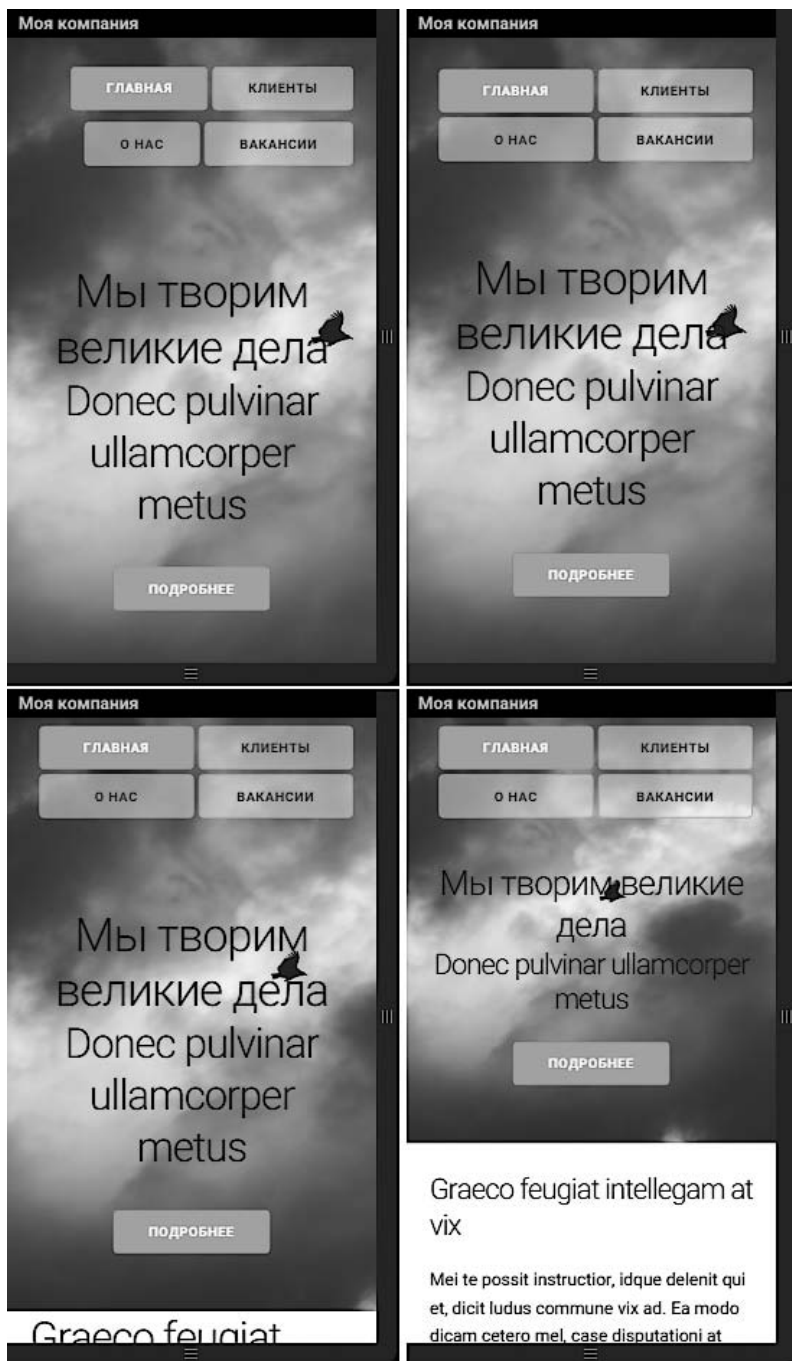 Моя компания
ГЛАВНАЯ КЛИЕНТЫ
О НАС ВАКАНСИИ
Мы творим
великие дела
Donec pulvinar
ullamcorper
metus
ПОДРОБНЕЕ
Моя компания
ГЛАВНАЯ КЛИЕНТЫ
О НАС ВАКАНСИИ
Мы творим
великие дела
Donec pulvinar
ullamcorper
metus
ПОДРОБНЕЕ
Моя компания
ГЛАВНАЯ КЛИЕНТЫ
О НАС ВАКАНСИИ
Мы творим
великие дела
Donec pulvinar
ullamcorper
metus
ПОДРОБНЕЕ
Graeco feugiat
Моя компания
ГЛАВНАЯ КЛИЕНТЫ
О НАС ВАКАНСИИ
Мы творим великие
дела
Donec pulvinar ullamcorper
metus
ПОДРОБНЕЕ
Graeco feugiat intellegam at
vix
Mei te possit instructior, idque delenit qui
et, dicit ludus commune vix ad. Ea modo
dicam cetero mel, case disputationi at